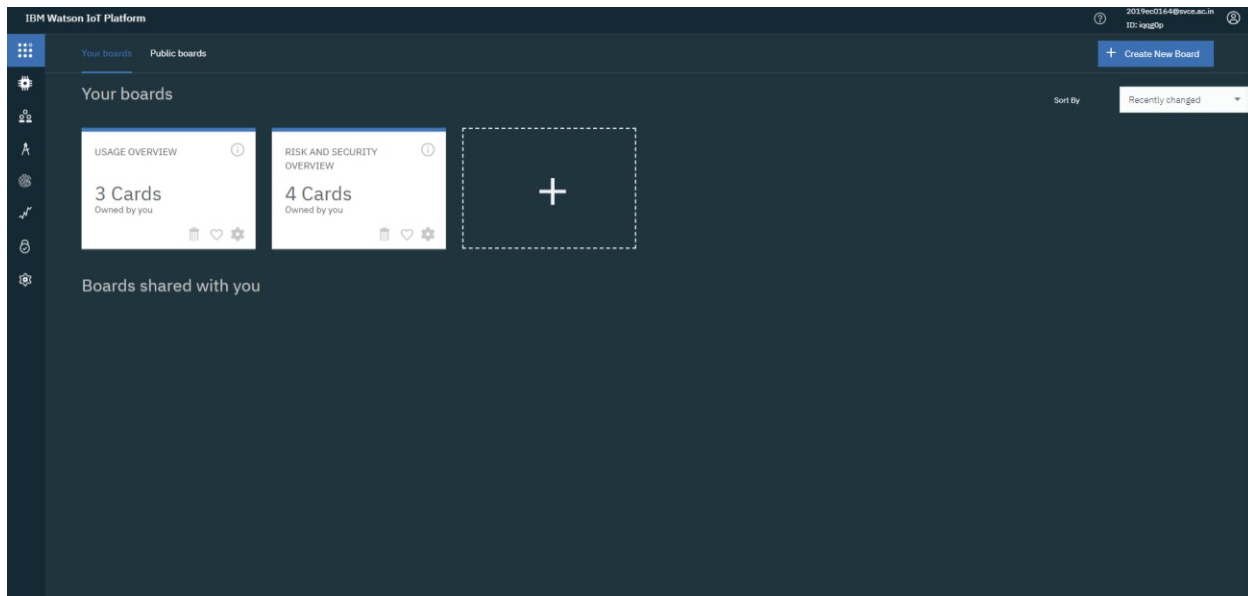 IBM Watson IoT Platform
2019ec0164@svce.ac.in
ID: iqqg0p
Your boards
Public boards
+ Create New Board
Your boards
Sort By
Recently changed
USAGE OVERVIEW
3 Cards
Owned by you
RISK AND SECURITY
OVERVIEW
4 Cards
Owned by you
Boards shared with you